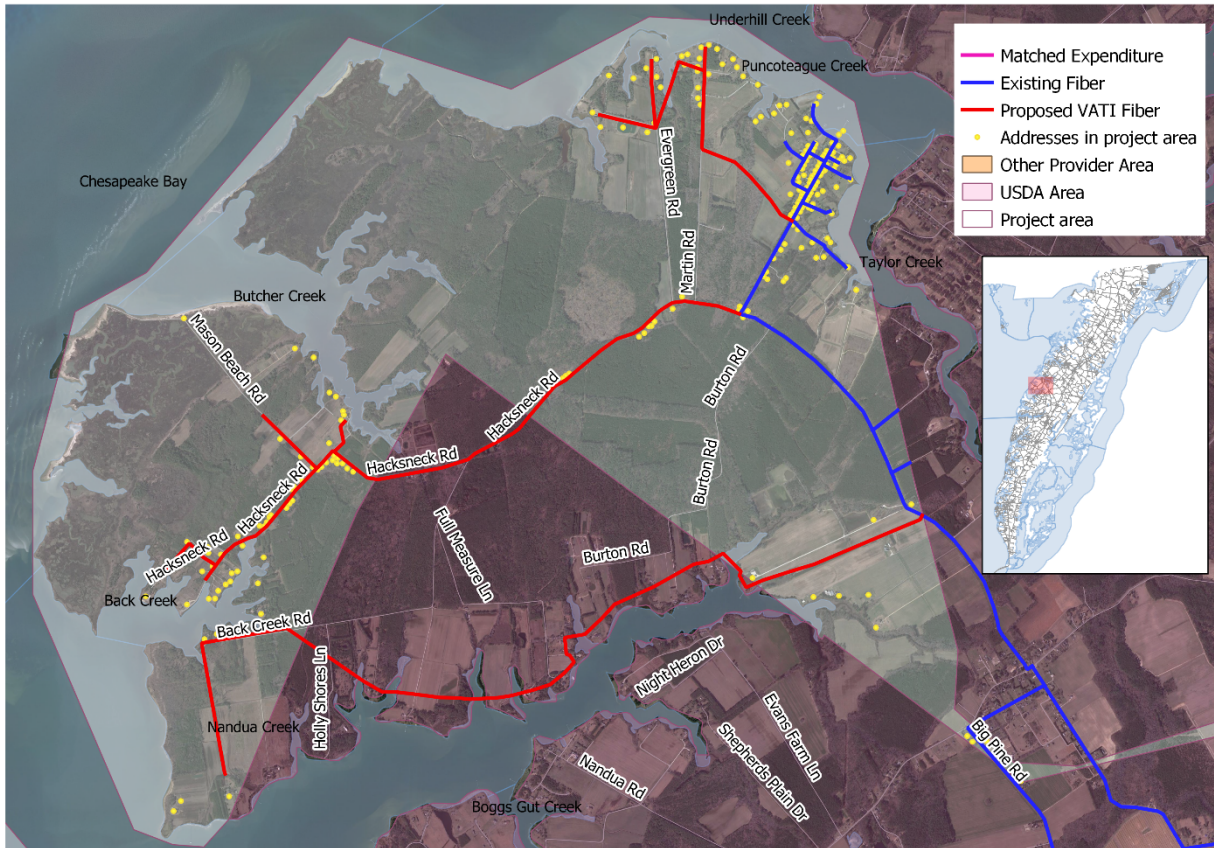 Underhill Creek
Puncoteague Creek
Matched Expenditure
Existing Fiber
Proposed VATI Fiber
Addresses in project area
Other Provider Area
USDA Area
Project area
Chesapeake Bay
Evergreen Rd
Martin Rd
Taylor Creek
Butcher Creek
Mason Beach Rd
Burton Rd
Hacksneck Rd
Hacksneck Rd
Hacksneck Rd
Burton Rd
Full Measure Ln
Hacksneck Rd
Burton Rd
Back Creek
Back Creek Rd
Holly Shores Ln
Night Heron Dr
Nandua Creek
Evans Farm Ln
Shepherds Plain Dr
Big Pine Rd
Nandua Rd
Boggs Gut Creek